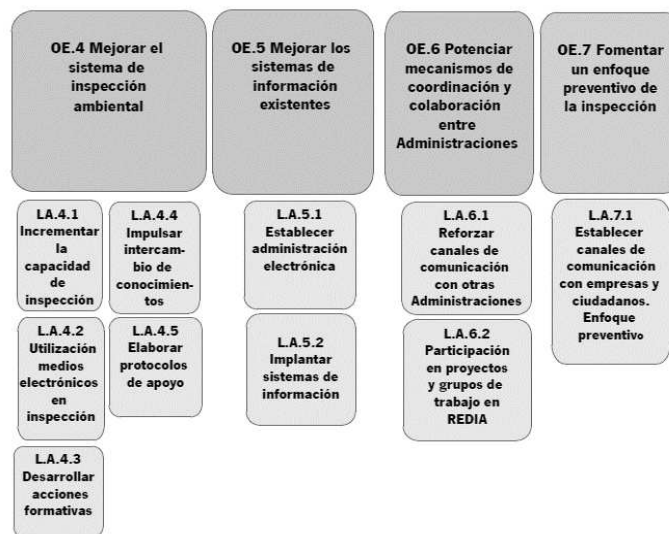 OE.4 Mejorar el
sistema de
inspección
ambiental
OE.5 Mejorar los
sistemas de
información
existentes
OE.6 Potenciar
mecanismos de
coordinación y
colaboración
entre
Administraciones
OE.7 Fomentar
un enfoque
preventivo de
la inspección
LA.4.1
Incrementar
la
capacidad
de
inspección
L.A.4.2
Utilización
medios
electrónicos
en
inspección
L.A.4.3
Desarrollar
acciones
formativas
L.A.4.4
Impulsar
intercam-
bio de
conocimien-
tos
L.A.4.5
Elaborar
protocolos
de apoyo
L.A.5.1
Establecer
administración
electrónica
L.A.5.2
Implantar
sistemas de
información
L.A.6.1
Reforzar
canales de
comunicación
con otras
Administraciones
L.A.6.2
Participación
en proyectos
y grupos de
trabajo en
REDIA
L.A.7.1
Establecer
canales de
comunicación
con empresas y
ciudadanos.
Enfoque
preventivo